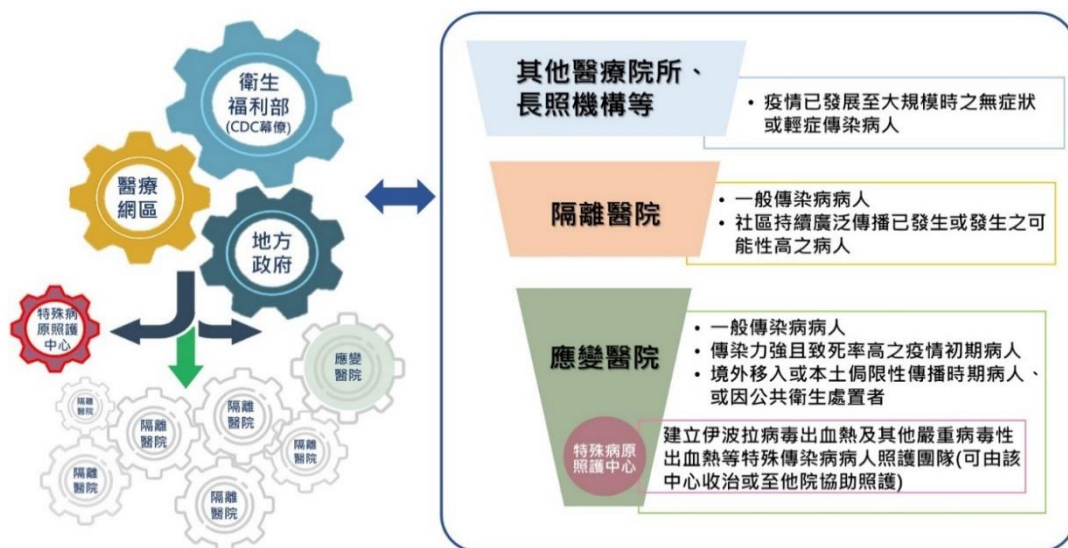 衛生
福利部
(CDC幕僚)
醫療
網區
地方
政府
特殊病
原照護
中心
應變
醫院
隔離
醫院
隔離
醫院
隔離
醫院
隔離
醫院
隔離
醫院
隔離
醫院
其他醫療院所、
長照機構等
• 疫情已發展至大規模時之無症狀
或輕症傳染病人
隔離醫院
• 一般傳染病病人
• 社區持續廣泛傳播已發生或發生之可
能性高之病人
應變醫院
• 一般傳染病病人
• 傳染力強且致死率高之疫情初期病人
• 境外移入或本土侷限性傳播時期病人、
或因公共衛生處置者
特殊病原
照護中心
建立伊波拉病毒出血熱及其他嚴重病毒性
出血熱等特殊傳染病病人照護團隊(可由該
中心收治或至他院協助照護)